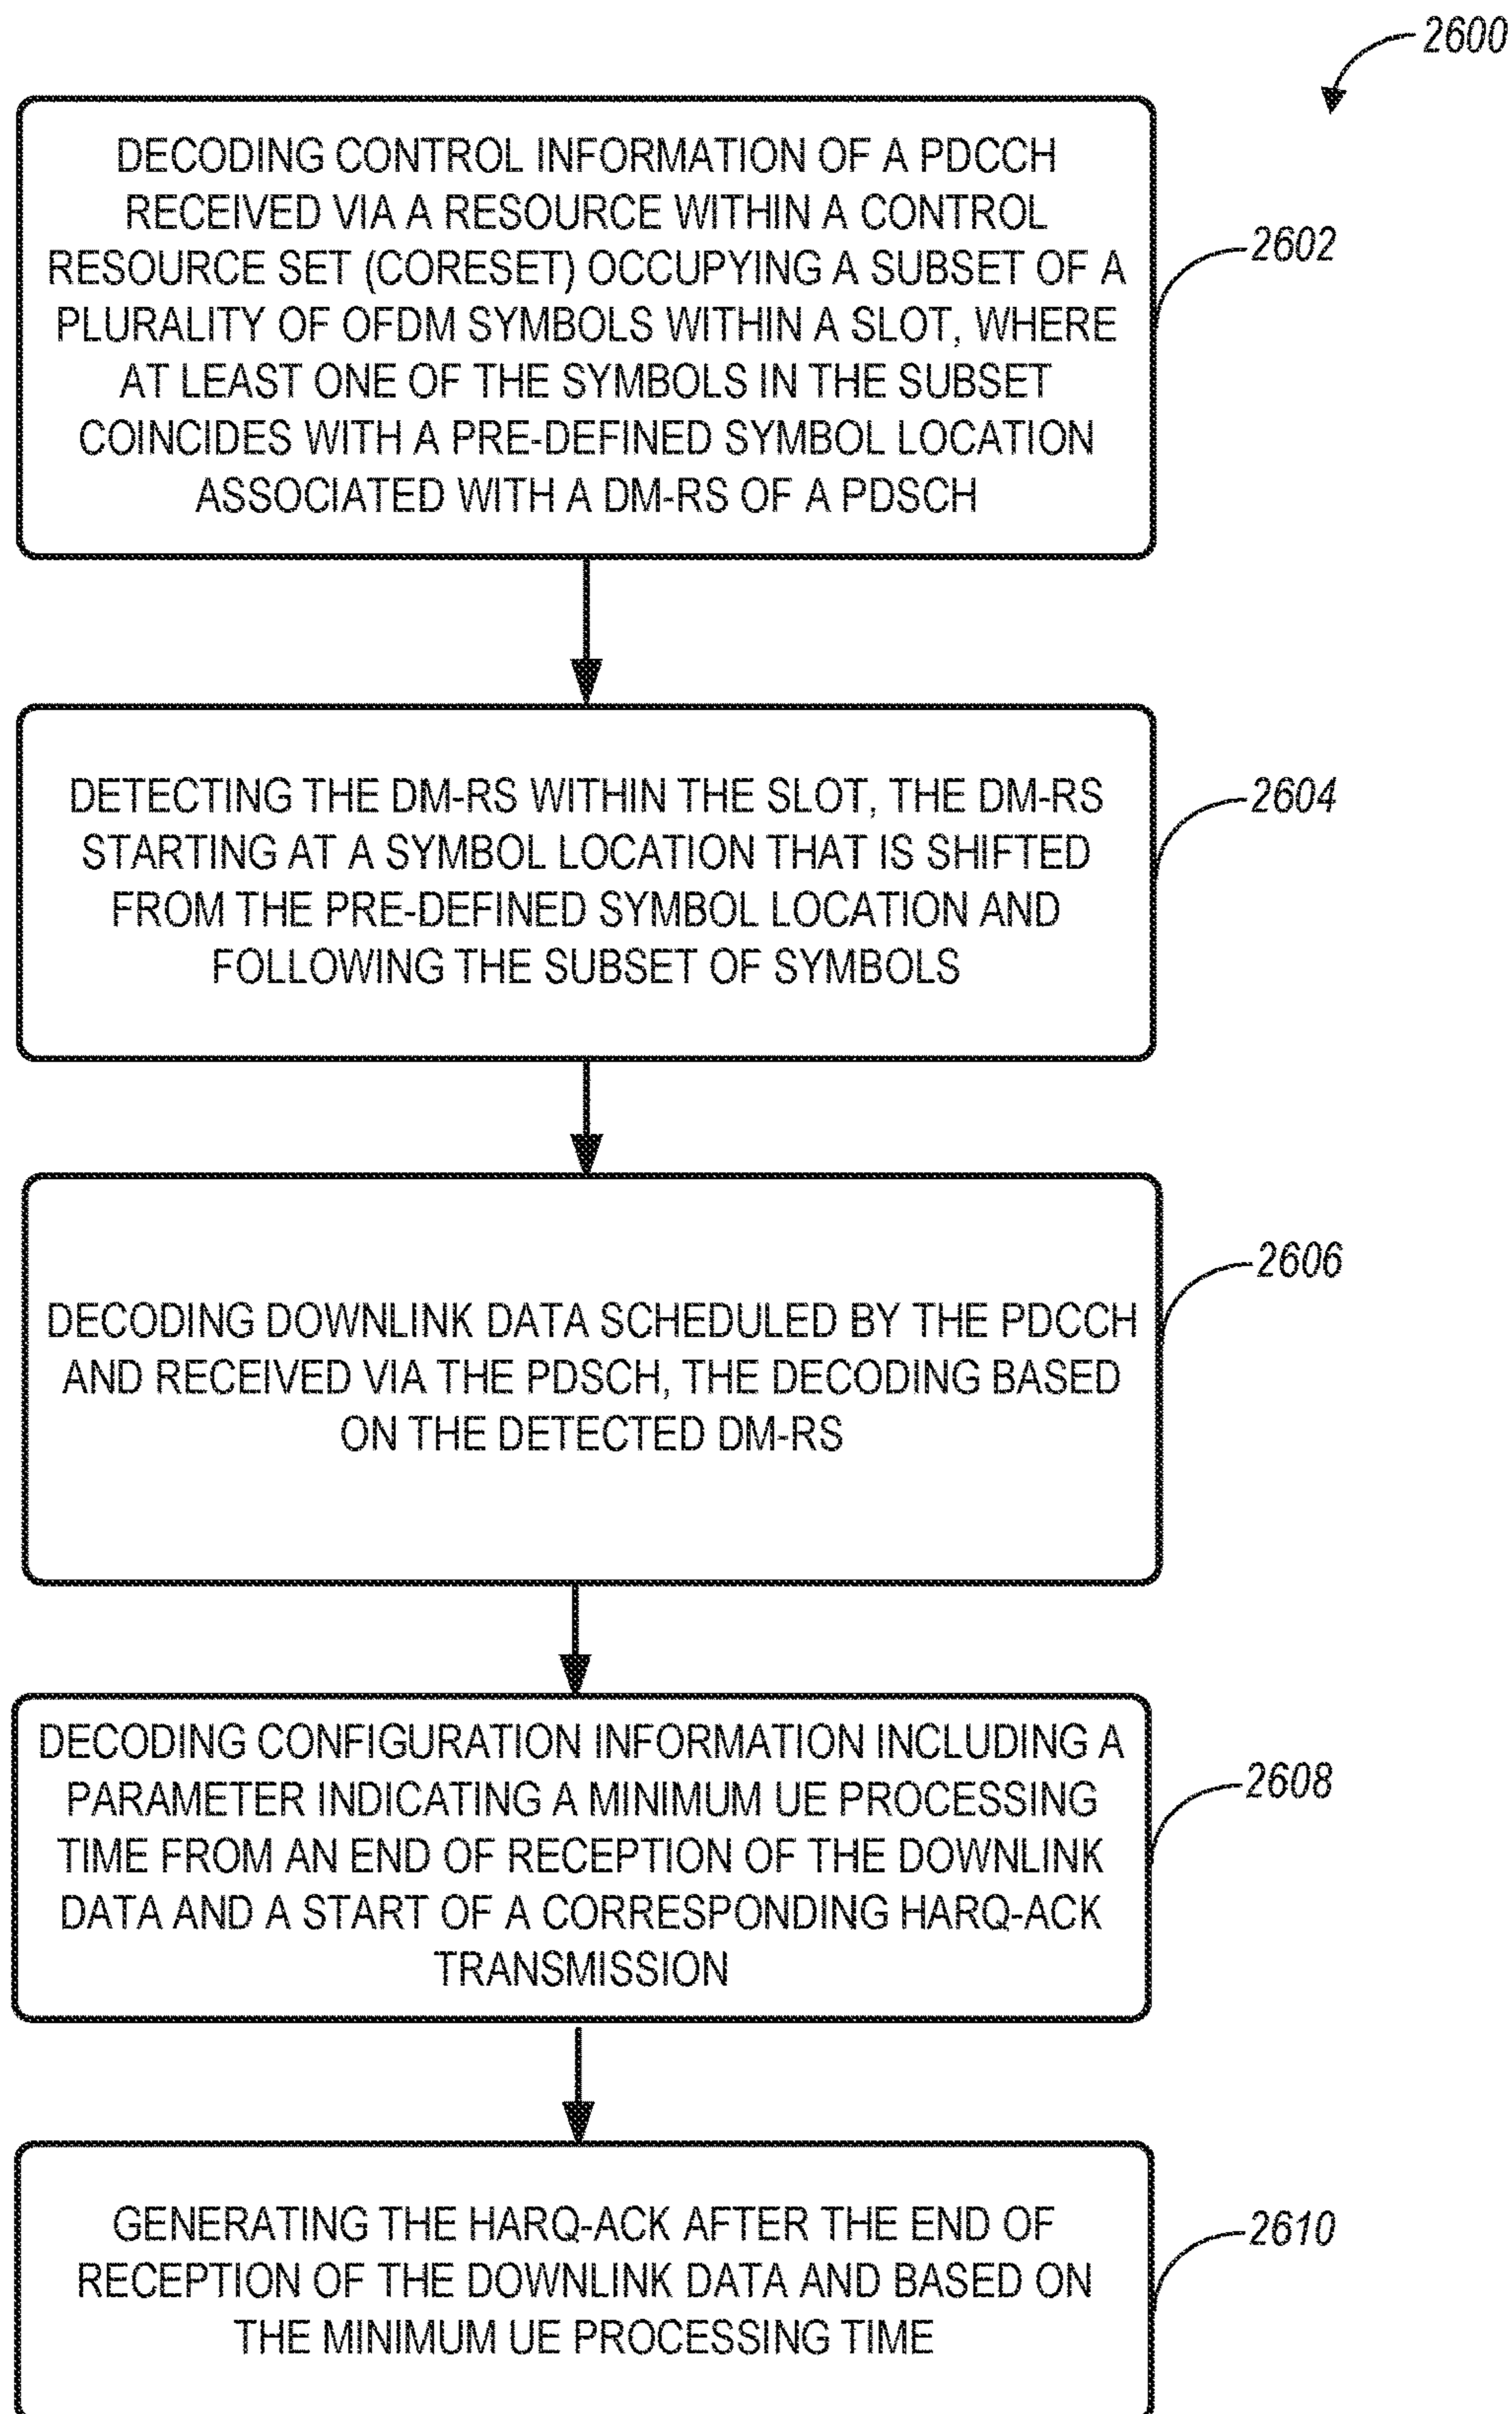 2600
DECODING CONTROL INFORMATION OF A PDCCH
RECEIVED VIA A RESOURCE WITHIN A CONTROL
RESOURCE SET (CORESET) OCCUPYING A SUBSET OF A
PLURALITY OF OFDM SYMBOLS WITHIN A SLOT, WHERE
AT LEAST ONE OF THE SYMBOLS IN THE SUBSET
COINCIDES WITH A PRE-DEFINED SYMBOL LOCATION
ASSOCIATED WITH A DM-RS OF A PDSCH
2602
DETECTING THE DM-RS WITHIN THE SLOT, THE DM-RS
STARTING AT A SYMBOL LOCATION THAT IS SHIFTED
FROM THE PRE-DEFINED SYMBOL LOCATION AND
FOLLOWING THE SUBSET OF SYMBOLS
2604
DECODING DOWNLINK DATA SCHEDULED BY THE PDCCH
AND RECEIVED VIA THE PDSCH, THE DECODING BASED
ON THE DETECTED DM-RS
2606
DECODING CONFIGURATION INFORMATION INCLUDING A
PARAMETER INDICATING A MINIMUM UE PROCESSING
TIME FROM AN END OF RECEPTION OF THE DOWNLINK
DATA AND A START OF A CORRESPONDING HARQ-ACK
TRANSMISSION
2608
GENERATING THE HARQ-ACK AFTER THE END OF
RECEPTION OF THE DOWNLINK DATA AND BASED ON
THE MINIMUM UE PROCESSING TIME
2610